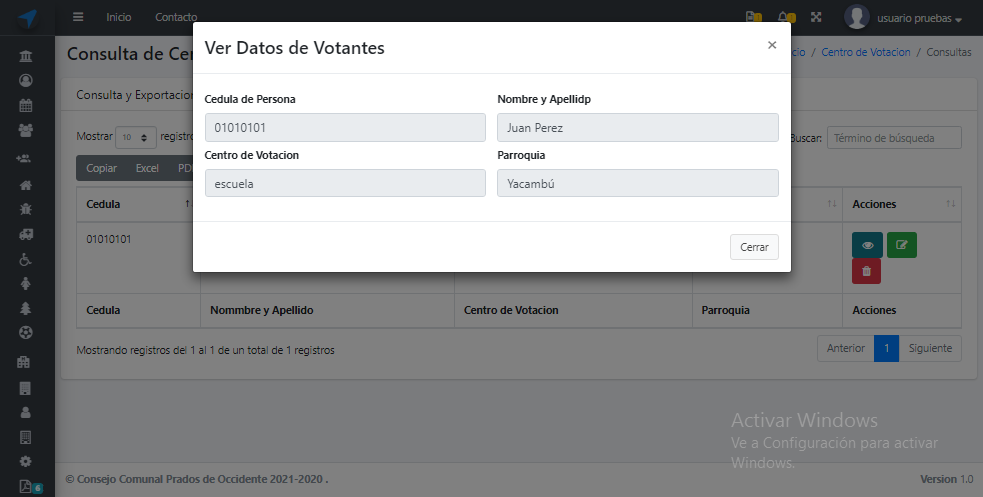 Inicio Contacto
usuario pruebas
Consulta de Ce
cio / Centro de Votacion / Consultas
Ver Datos de Votantes
×
Consulta y Exportacion
Cedula de Persona Nombre y Apellidp
01010101 Juan Perez
Centro de Votacion Parroquia
escuela Yacambú
Cerrar
Mostrar 10 registro
Buscar: Término de búsqueda
Copiar Excel PD
Cedula Acciones
01010101
Cedula Nommbre y Apellido Centro de Votacion Parroquia Acciones
Mostrando registros del 1 al 1 de un total de 1 registros
Anterior 1 Siguiente
Activar Windows
Ve a Configuración para activar
Windows.
© Consejo Comunal Prados de Occidente 2021-2020 .
Version 1.0
6